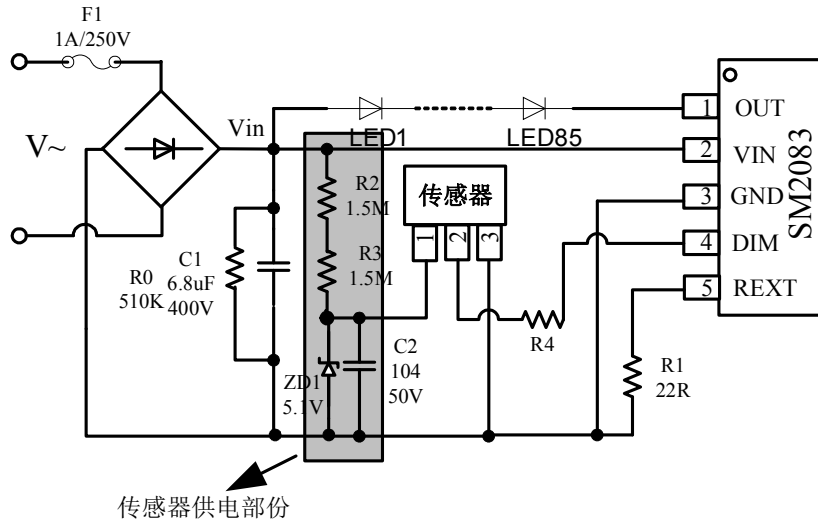 F1
1A/250V
V~
Vin
LED1
LED85
1
OUT
2
VIN
3
GND
4
DIM
5
REXT
SM2083
传感器
1
2
3
R2
1.5M
R3
1.5M
R0
510K
C1
6.8uF
400V
ZD1
5.1V
C2
104
50V
R4
R1
22R
传感器供电部份